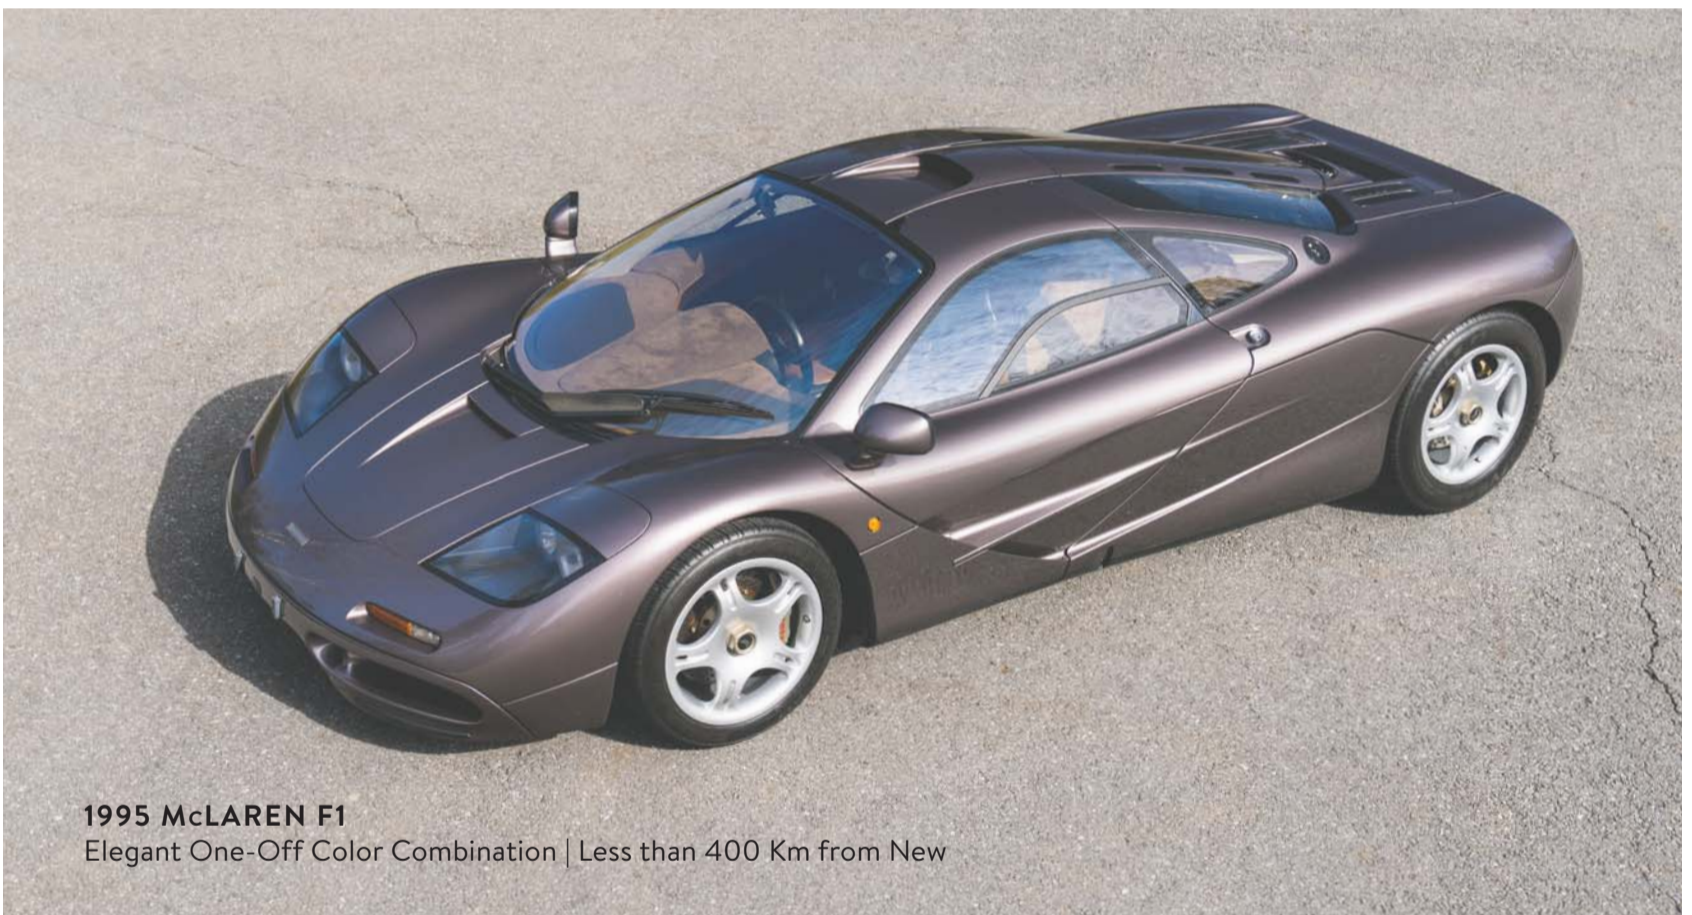 1995 McLAREN F1
Elegant One-Off Color Combination | Less than 400 Km from New